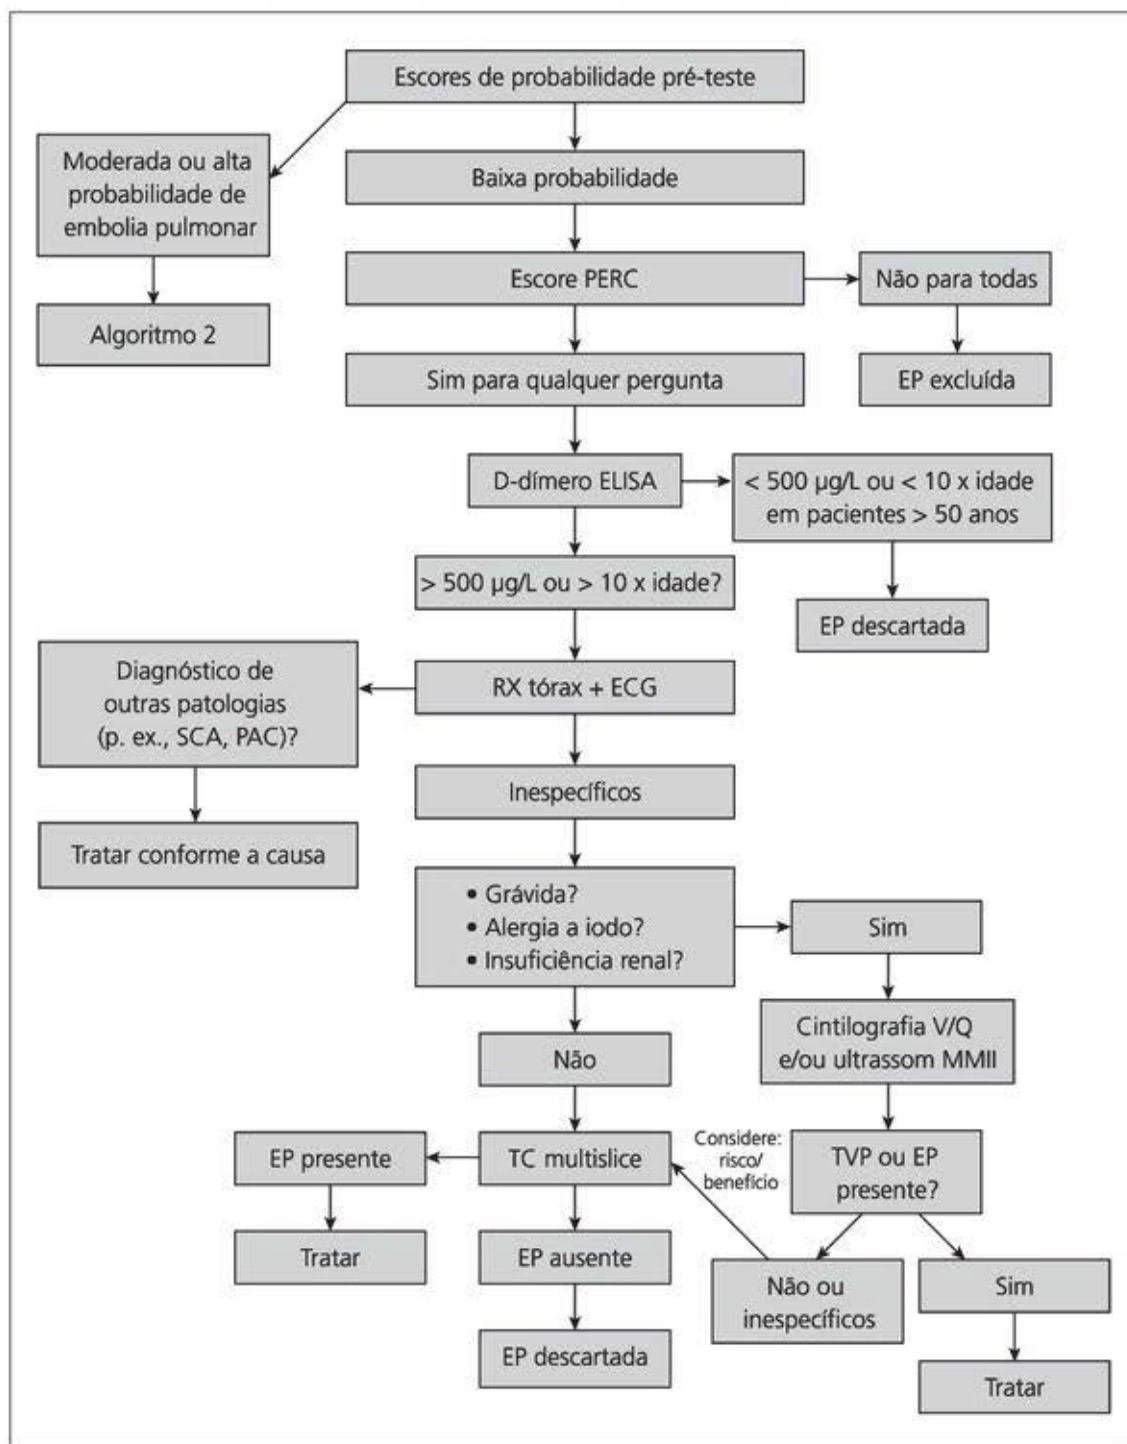 Escores de probabilidade pré-teste
Moderada ou alta
probabilidade de
embolia pulmonar
Baixa probabilidade
Algoritmo 2
Escore PERC
Não para todas
Sim para qualquer pergunta
EP excluída
D-dímero ELISA
< 500 µg/L ou < 10 x idade
em pacientes > 50 anos
> 500 µg/L ou > 10 x idade?
EP descartada
Diagnóstico de
outras patologias
(p. ex., SCA, PAC)?
RX tórax + ECG
Inespecíficos
Tratar conforme a causa
• Grávida?
• Alergia a iodo?
• Insuficiência renal?
Sim
Cintilografia V/Q
e/ou ultrassom MMII
Não
EP presente
TC multislice
Considere:
risco/
benefício
TVP ou EP
presente?
Tratar
EP ausente
Não ou
inespecíficos
Sim
EP descartada
Tratar